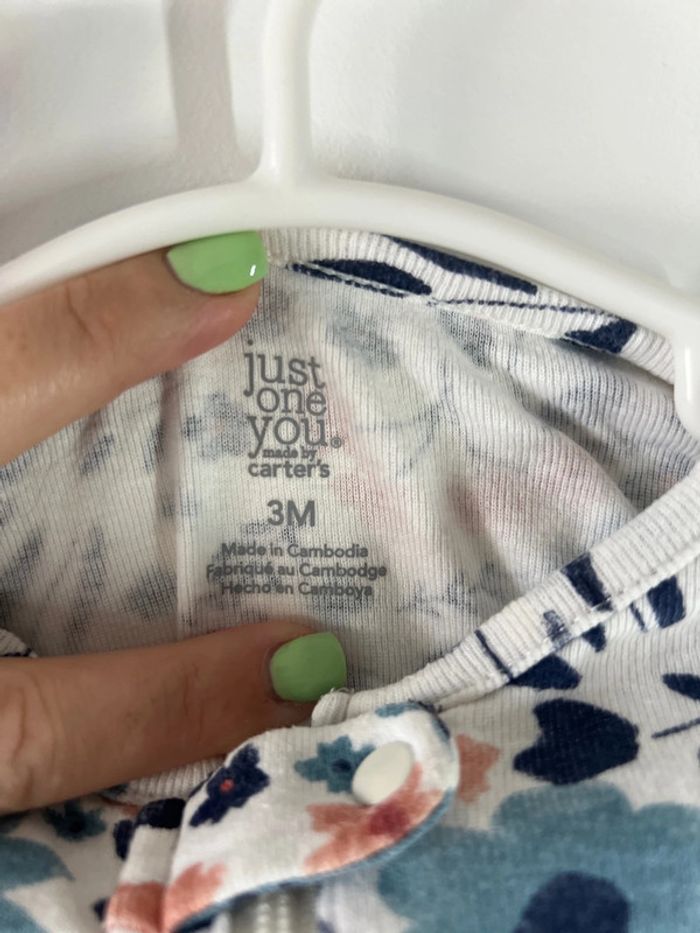 just
one
you®
made by
carter's
3M
Made in Cambodia
Fabriqué au Cambodge
Hecho en Camboya